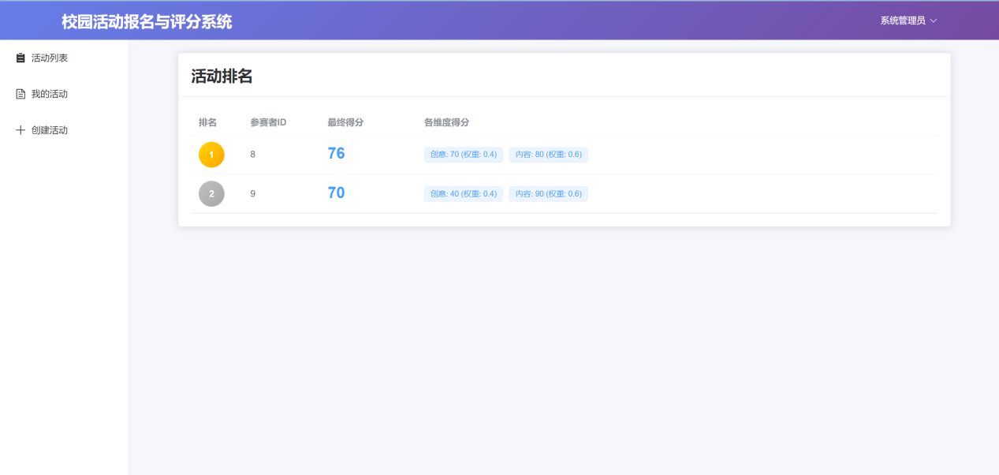 校园活动报名与评分系统 系统管理员
活动列表
我的活动
创建活动
活动排名
排名 参赛者ID 最终得分 各维度得分
1 8 76 创意: 70 (权重: 0.4) 内容: 80 (权重: 0.6)
2 9 70 创意: 40 (权重: 0.4) 内容: 90 (权重: 0.6)